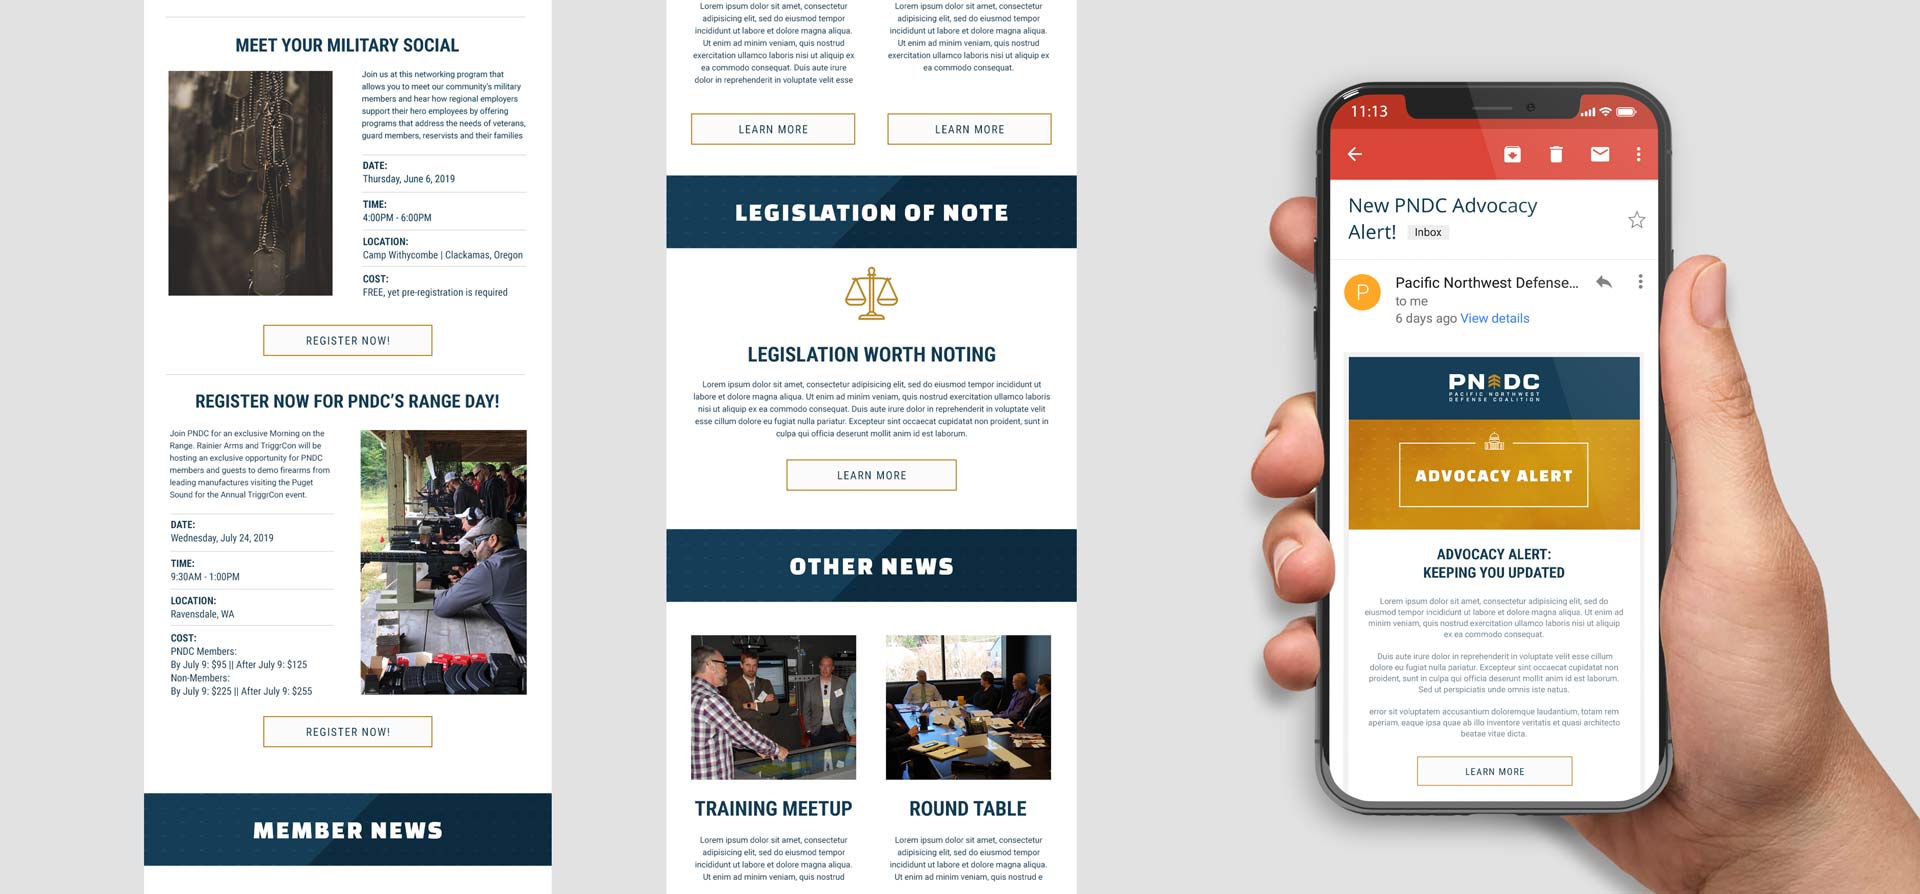 MEET YOUR MILITARY SOCIAL
Join us at this networking program that
allows you to meet our community's military
members and hear how regional employers
support their hero employees by offering
programs that address the needs of veterans,
guard members, reservists and their families
DATE:
Thursday, June 6, 2019
TIME:
4:00PM - 6:00PM
LOCATION:
Camp Withycombe | Clackamas, Oregon
COST:
FREE, yet pre-registration is required
REGISTER NOW!
REGISTER NOW FOR PNDC'S RANGE DAY!
Join PNDC for an exclusive Morning on the
Range. Rainier Arms and TriggrCon will be
hosting an exclusive opportunity for PNDC
members and guests to demo firearms from
leading manufactures visiting the Puget
Sound for the Annual TriggrCon event.
DATE:
Wednesday, July 24, 2019
TIME:
9:30AM - 1:00PM
LOCATION:
Ravensdale, WA
COST:
PNDC Members:
By July 9: $95 || After July 9: $125
Non-Members:
By July 9: $225 || After July 9: $255
REGISTER NOW!
MEMBER NEWS
Lorem ipsum dolor sit amet, consectetur
adipisicing elit, sed do eiusmod tempor
incididunt ut labore et dolore magna aliqua.
Ut enim ad minim veniam, quis nostrud
exercitation ullamco laboris nisi ut aliquip ex
ea commodo consequat. Duis aute irure
dolor in reprehenderit in voluptate velit esse
LEARN MORE
Lorem ipsum dolor sit amet, consectetur
adipisicing elit, sed do eiusmod tempor
incididunt ut labore et dolore magna aliqua.
Ut enim ad minim veniam, quis nostrud
exercitation ullamco laboris nisi ut aliquip ex
ea commodo consequat.
LEARN MORE
LEGISLATION OF NOTE
LEGISLATION WORTH NOTING
Lorem ipsum dolor sit amet, consectetur adipisicing elit, sed do eiusmod tempor incididunt ut
labore et dolore magna aliqua. Ut enim ad minim veniam, quis nostrud exercitation ullamco laboris
nisi ut aliquip ex ea commodo consequat. Duis aute irure dolor in reprehenderit in voluptate velit
esse cillum dolore eu fugiat nulla pariatur. Excepteur sint occaecat cupidatat non proident, sunt in
culpa qui officia deserunt mollit anim id est laborum.
LEARN MORE
OTHER NEWS
TRAINING MEETUP
Lorem ipsum dolor sit amet, consectetur
adipisicing elit, sed do eiusmod tempor
incididunt ut labore et dolore magna aliqua.
Ut enim ad minim veniam, quis nostrud
ROUND TABLE
Lorem ipsum dolor sit amet, consectetur
adipisicing elit, sed do eiusmod tempor
incididunt ut labore et dolore magna aliqua.
Ut enim ad minim veniam, quis nostrud e
11:13
New PNDC Advocacy
Alert! Inbox
P
Pacific Northwest Defense...
to me
6 days ago View details
PNDC
PACIFIC NORTHWEST
DEFENSE COALITION
ADVOCACY ALERT
ADVOCACY ALERT:
KEEPING YOU UPDATED
Lorem ipsum dolor sit amet, consectetur adipisicing elit, sed do
eiusmod tempor incididunt ut labore et dolore magna aliqua. Ut enim ad
minim veniam, quis nostrud exercitation ullamco laboris nisi ut aliquip
ex ea commodo consequat.
Duis aute irure dolor in reprehenderit in voluptate velit esse cillum
dolore eu fugiat nulla pariatur. Excepteur sint occaecat cupidatat non
proident, sunt in culpa qui officia deserunt mollit anim id est laborum.
Sed ut perspiciatis unde omnis iste natus.
error sit voluptatem accusantium doloremque laudantium, totam rem
aperiam, eaque ipsa quae ab illo inventore veritatis et quasi architecto
beatae vitae dicta.
LEARN MORE